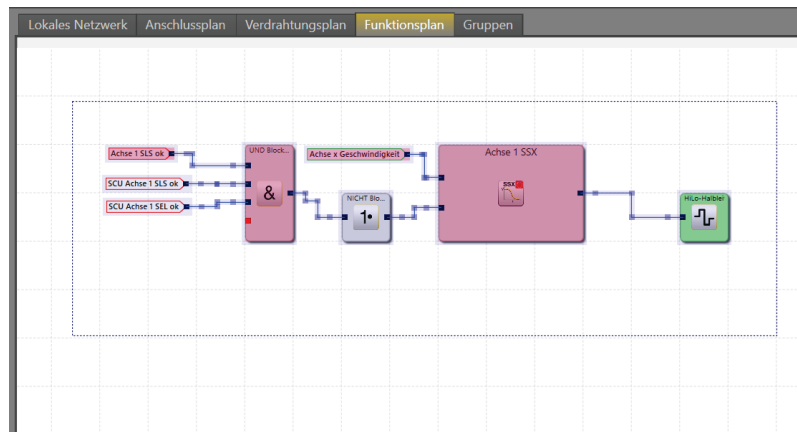 Lokales Netzwerk Anschlussplan Verdrahtungsplan Funktionsplan Gruppen
Achse 1 SLS ok
SCU Achse 1 SLS ok
SCU Achse 1 SEL ok
UND Block...
&
Achse x Geschwindigkeit
NICHT Blo...
1
Achse 1 SSX
ssx
HiLo-Halbleit